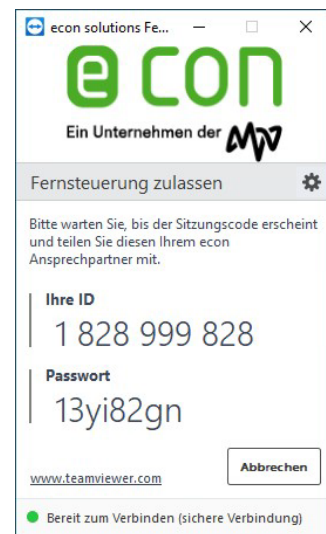 econ solutions Fe...
econ
Ein Unternehmen der MVV
Fernsteuerung zulassen
Bitte warten Sie, bis der Sitzungscode erscheint
und teilen Sie diesen Ihrem econ
Ansprechpartner mit.
Ihre ID
1 828 999 828
Passwort
13yi82gn
Abbrechen
www.teamviewer.com
Bereit zum Verbinden (sichere Verbindung)